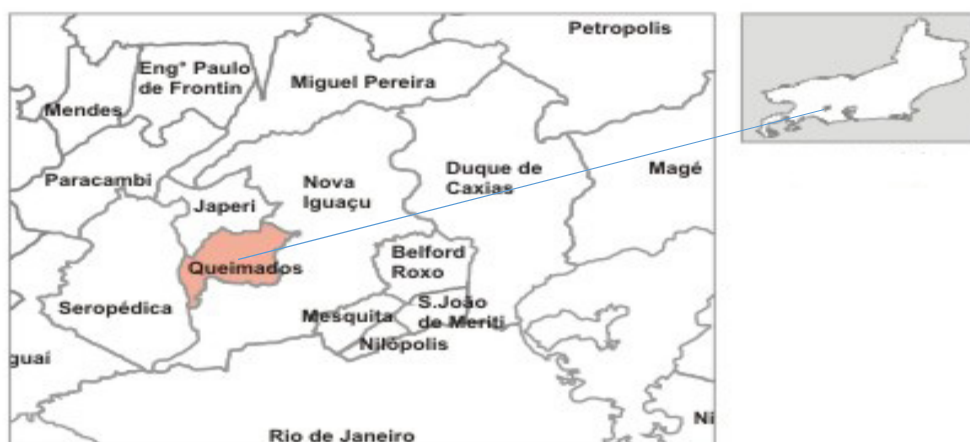 Petropolis
Eng° Paulo
de Frontin
Miguel Pereira
Mendes
Paracambi
Nova
Iguaçu
Duque de
Caxias
Magé
Japeri
Belford
Roxo
Queimados
Seropédica
Mesquita
S.João
de Meriti
Nilópolis
guaí
Ni
Rio de Janeiro